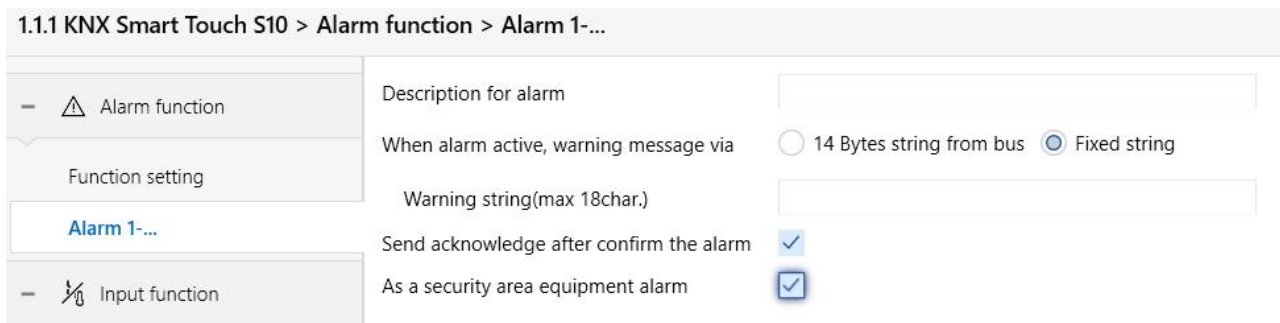 1.1.1 KNX Smart Touch S10 > Alarm function > Alarm 1-...
Alarm function
Function setting
Alarm 1-...
Input function
Description for alarm
When alarm active, warning message via 14 Bytes string from bus Fixed string
Warning string(max 18char.)
Send acknowledge after confirm the alarm
As a security area equipment alarm